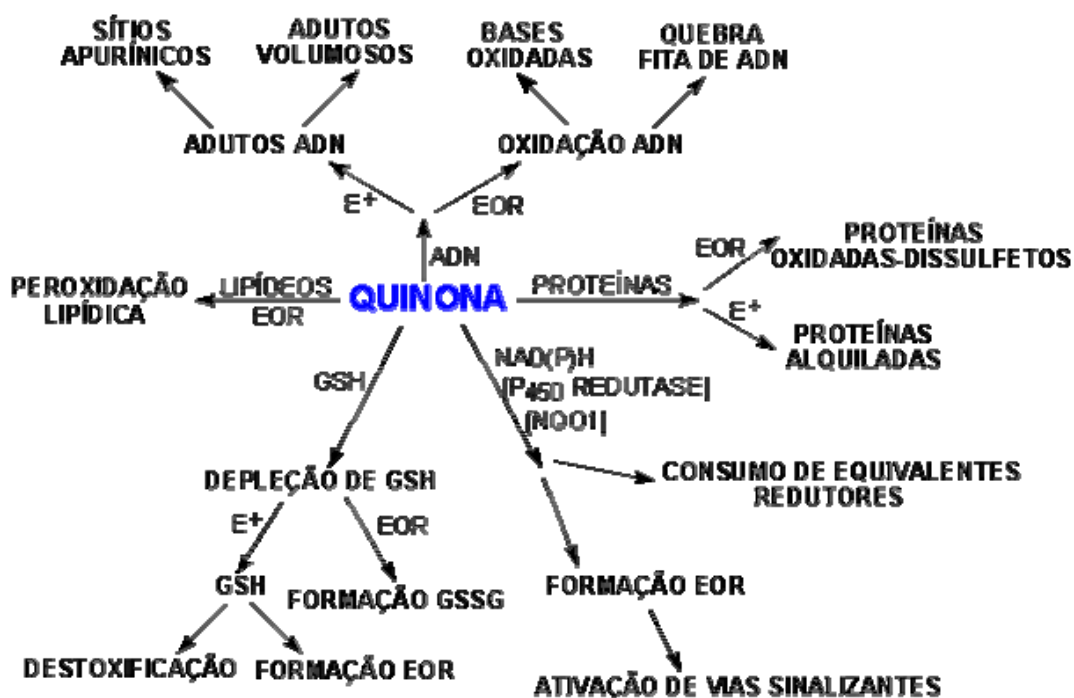 SÍTIOS
APURÍNICOS
ADUTOS
VOLUMOSOS
BASES
OXIDADAS
QUEBRA
FITA DE ADN
ADUTOS ADN
OXIDAÇÃO ADN
E+
EOR
ADN
PEROXIDAÇÃO
LIPÍDICA
LIPÍDEOS
EOR
QUINONA
PROTEÍNAS
EOR
PROTEÍNAS
OXIDADAS-DISSULFETOS
E+
PROTEÍNAS
ALQUILADAS
GSH
NAD(P)H
[P450 REDUTASE]
[NQO1]
DEPLEÇÃO DE GSH
CONSUMO DE EQUIVALENTES
REDUTORES
E+
EOR
GSH
FORMAÇÃO GSSG
FORMAÇÃO EOR
DESTOXIFICAÇÃO
FORMAÇÃO EOR
ATIVAÇÃO DE VIAS SINALIZANTES